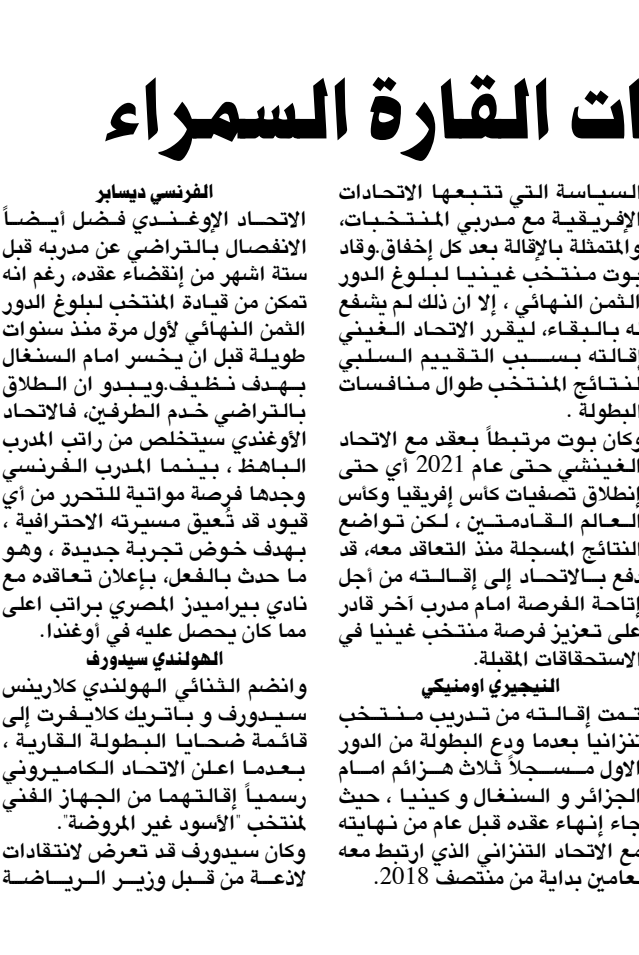 ات القارة السمراء
السياسة التي تتبعها الاتحادات
الإفريقية مع مدربي المنتخبات،
والمتمثلة بالإقالة بعد كل إخفاق.وقاد
بوت منتخب غينيا لبلوغ الدور
الثمن النهائي ، إلا ان ذلك لم يشفع
له بالبقاء، ليقرر الاتحاد الغيني
إقالته بسبب التقييم السلبي
لنتائج المنتخب طوال منافسات
البطولة .
وكان بوت مرتبطاً بعقد مع الاتحاد
الغينشي حتى عام 2021 أي حتى
إنطلاق تصفيات كأس إفريقيا وكأس
العالم القادمتين ، لكن تواضع
النتائج المسجلة منذ التعاقد معه، قد
دفع بالاتحاد إلى إقالته من أجل
إتاحة الفرصة امام مدرب آخر قادر
على تعزيز فرصة منتخب غينيا في
الاستحقاقات المقبلة.
النيجيري اومنيكي
تمت إقالته من تدريب منتخب
تنزانيا بعدما ودع البطولة من الدور
الاول مسجلاً ثلاث هزائم امام
الجزائر و السنغال و كينيا ، حيث
جاء إنهاء عقده قبل عام من نهايته
مع الاتحاد التنزاني الذي ارتبط معه
لعامين بداية من منتصف 2018.
الفرنسي ديسابر
الاتحاد الإوغندي فضل أيضاً
الانفصال بالتراضي عن مدربه قبل
ستة اشهر من إنقضاء عقده، رغم انه
تمكن من قيادة المنتخب لبلوغ الدور
الثمن النهائي لأول مرة منذ سنوات
طويلة قبل ان يخسر امام السنغال
بهدف نظيف.ويبدو ان الطلاق
بالتراضي خدم الطرفين، فالاتحاد
الأوغندي سيتخلص من راتب المدرب
الباهظ ، بينما المدرب الفرنسي
وجدها فرصة مواتية للتحرر من أي
قيود قد تُعيق مسيرته الاحترافية ،
بهدف خوض تجربة جديدة ، وهو
ما حدث بالفعل، بإعلان تعاقده مع
نادي بيراميدز المصري براتب اعلى
مما كان يحصل عليه في أوغندا.
الهولندي سيدورف
وانضم الثنائي الهولندي كلارينس
سيدورف و باتريك كلايفرت إلى
قائمة ضحايا البطولة القارية ،
بعدما اعلن الاتحاد الكاميروني
رسمياً إقالتهما من الجهاز الفني
لمنتخب "الأسود غير المروضة".
وكان سيدورف قد تعرض لانتقادات
لاذعة من قبل وزير الرياضة